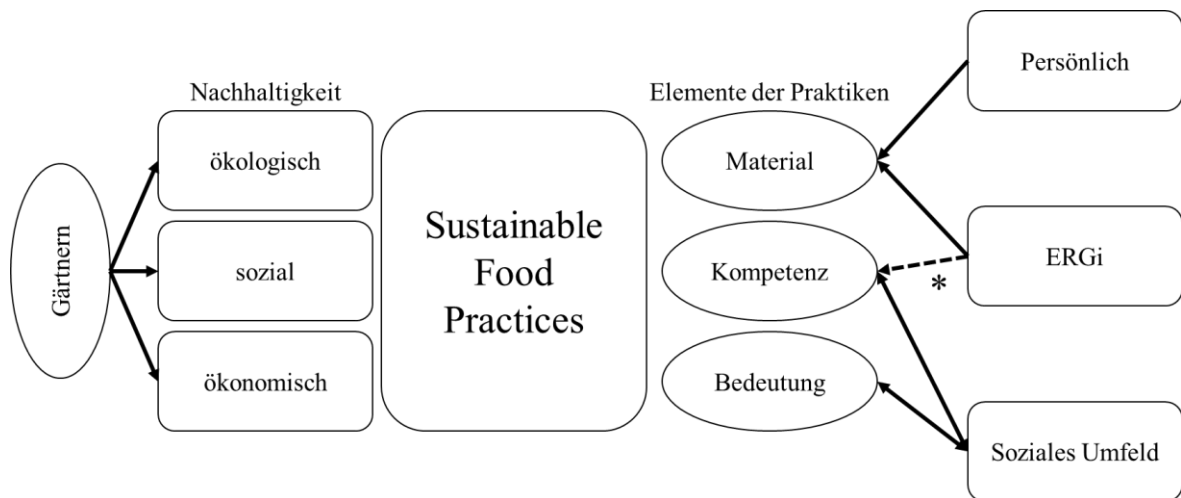 Nachhaltigkeit
Gärtnern
ökologisch
sozial
ökonomisch
Sustainable
Food
Practices
Elemente der Praktiken
Material
Kompetenz
Bedeutung
*
Persönlich
ERGi
Soziales Umfeld